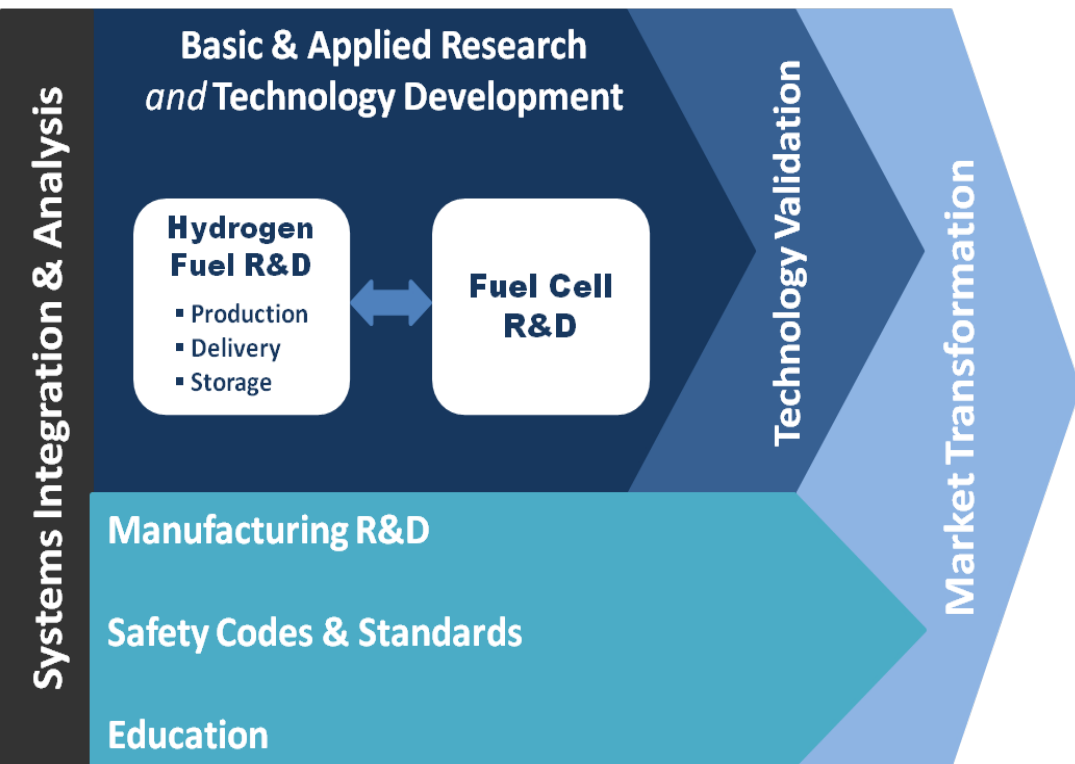 Systems Integration & Analysis
Basic & Applied Research
and Technology Development
Hydrogen
Fuel R&D
▪ Production
▪ Delivery
▪ Storage
Fuel Cell
R&D
Technology Validation
Market Transformation
Manufacturing R&D
Safety Codes & Standards
Education